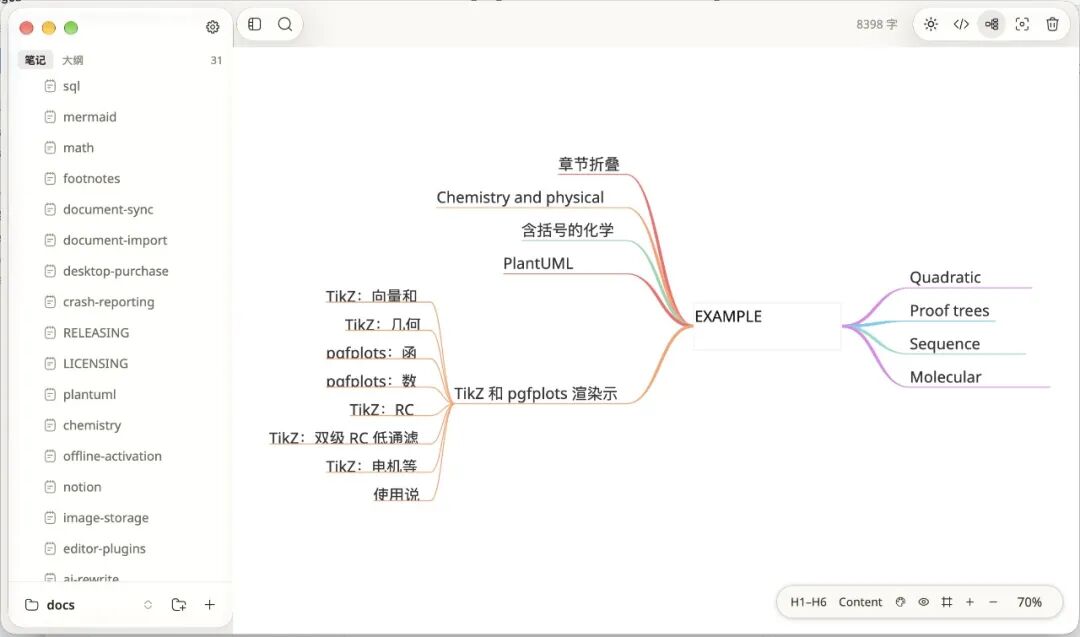 8398 字
笔记 大纲 31
sql
mermaid
math
footnotes
document-sync
document-import
desktop-purchase
crash-reporting
RELEASING
LICENSING
plantuml
chemistry
offline-activation
notion
image-storage
editor-plugins
ai-rewrite
docs
章节折叠
Chemistry and physical
含括号的化学
PlantUML
TikZ：向量和
TikZ：几何
pgfplots：函
pgfplots：数
TikZ：RC
TikZ：双级 RC 低通滤
TikZ：电机等
使用说
TikZ 和 pgfplots 渲染示
EXAMPLE
Quadratic
Proof trees
Sequence
Molecular
H1–H6 Content 70%